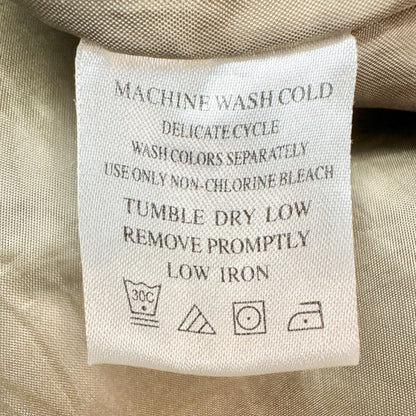 MACHINE WASH COLD
DELICATE CYCLE
WASH COLORS SEPARATELY
USE ONLY NON-CHLORINE BLEACH
TUMBLE DRY LOW
REMOVE PROMPTLY
LOW IRON
30C